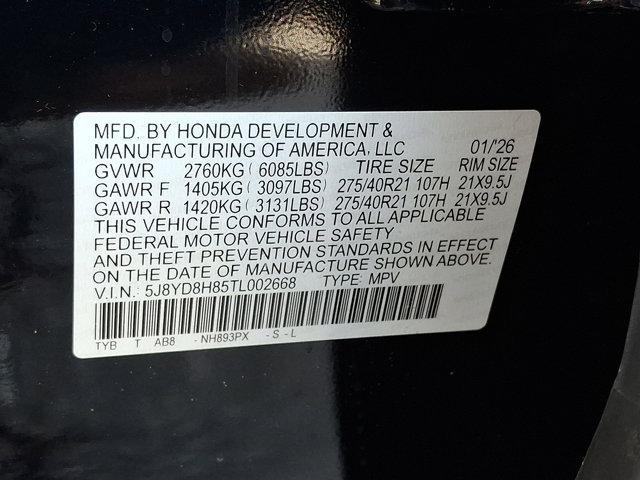 MFD. BY HONDA DEVELOPMENT &
MANUFACTURING OF AMERICA, LLC 01/'26
GVWR 2760KG ( 6085LBS) TIRE SIZE RIM SIZE
GAWR F 1405KG ( 3097LBS) 275/40R21 107H 21X9.5J
GAWR R 1420KG ( 3131LBS) 275/40R21 107H 21X9.5J
THIS VEHICLE CONFORMS TO ALL APPLICABLE
FEDERAL MOTOR VEHICLE SAFETY
AND THEFT PREVENTION STANDARDS IN EFFECT
ON THE DATE OF MANUFACTURE SHOWN ABOVE.
V.I.N.: 5J8YD8H85TL002668 TYPE: MPV
TYB T AB8 - NH893PX - S - L